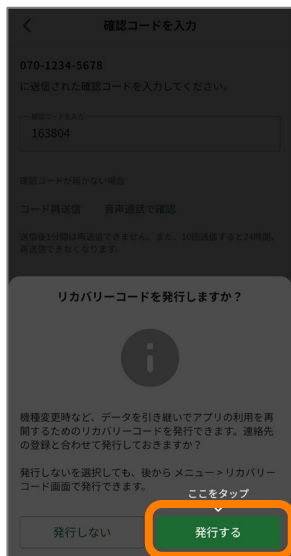 確認コードを入力
070-1234-5678
に送信された確認コードを入力してください。
確認コードを入力
163804
確認コードが届かない場合
コード再送信 音声通話で確認
送信後1分間は再送信できません。また、10回送信すると24時間、
再送信できなくなります。
リカバリーコードを発行しますか？
機種変更時など、データを引き継いでアプリの利用を再
開するためのリカバリーコードを発行できます。連絡先
の登録と合わせて発行しておきますか？
発行しないを選択しても、後から メニュー > リカバリー
コード画面で発行できます。
ここをタップ
発行しない 発行する